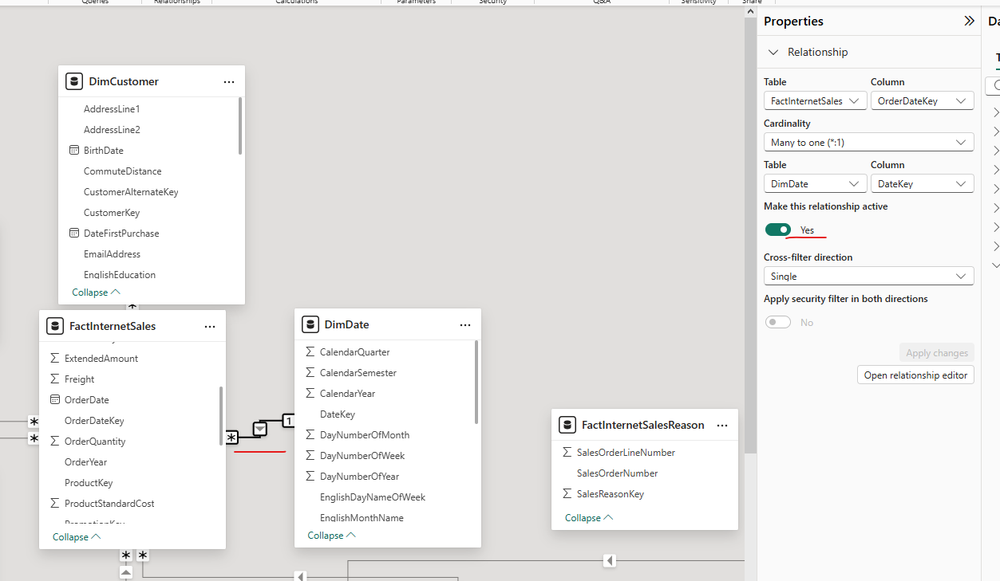 Queries Relationships Calculations Parameters Security Q&A Sensitivity Share
DimCustomer
AddressLine1
AddressLine2
BirthDate
CommuteDistance
CustomerAlternateKey
CustomerKey
DateFirstPurchase
EmailAddress
EnglishEducation
Collapse
FactInternetSales
ExtendedAmount
Freight
OrderDate
OrderDateKey
OrderQuantity
OrderYear
ProductKey
ProductStandardCost
PromotionKey
Collapse
* * * 1
* *
DimDate
CalendarQuarter
CalendarSemester
CalendarYear
DateKey
DayNumberOfMonth
DayNumberOfWeek
DayNumberOfYear
EnglishDayNameOfWeek
EnglishMonthName
Collapse
FactInternetSalesReason
SalesOrderLineNumber
SalesOrderNumber
SalesReasonKey
Collapse
Properties
Relationship
Table Column
FactInternetSales OrderDateKey
Cardinality
Many to one (*:1)
Table Column
DimDate DateKey
Make this relationship active
Yes
Cross-filter direction
Single
Apply security filter in both directions
No
Apply changes
Open relationship editor